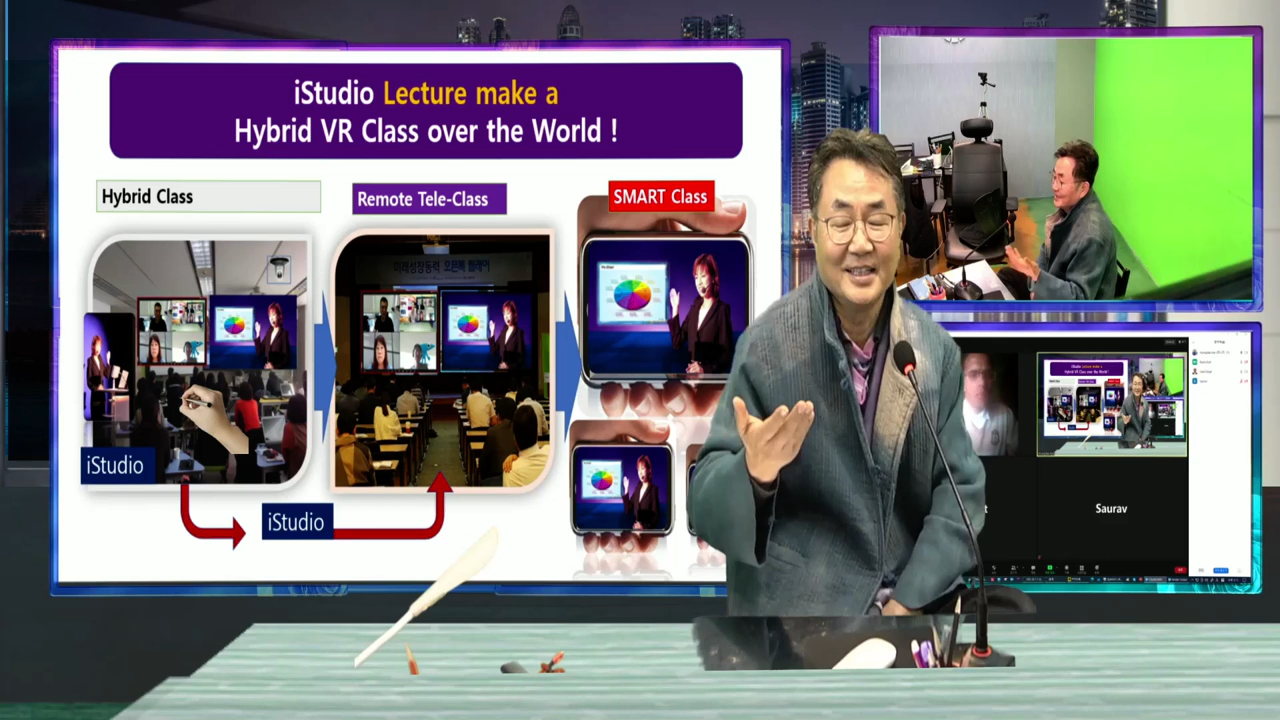 iStudio Lecture make a
Hybrid VR Class over the World !
Hybrid Class
Remote Tele-Class
SMART Class
iStudio
iStudio
Saurav